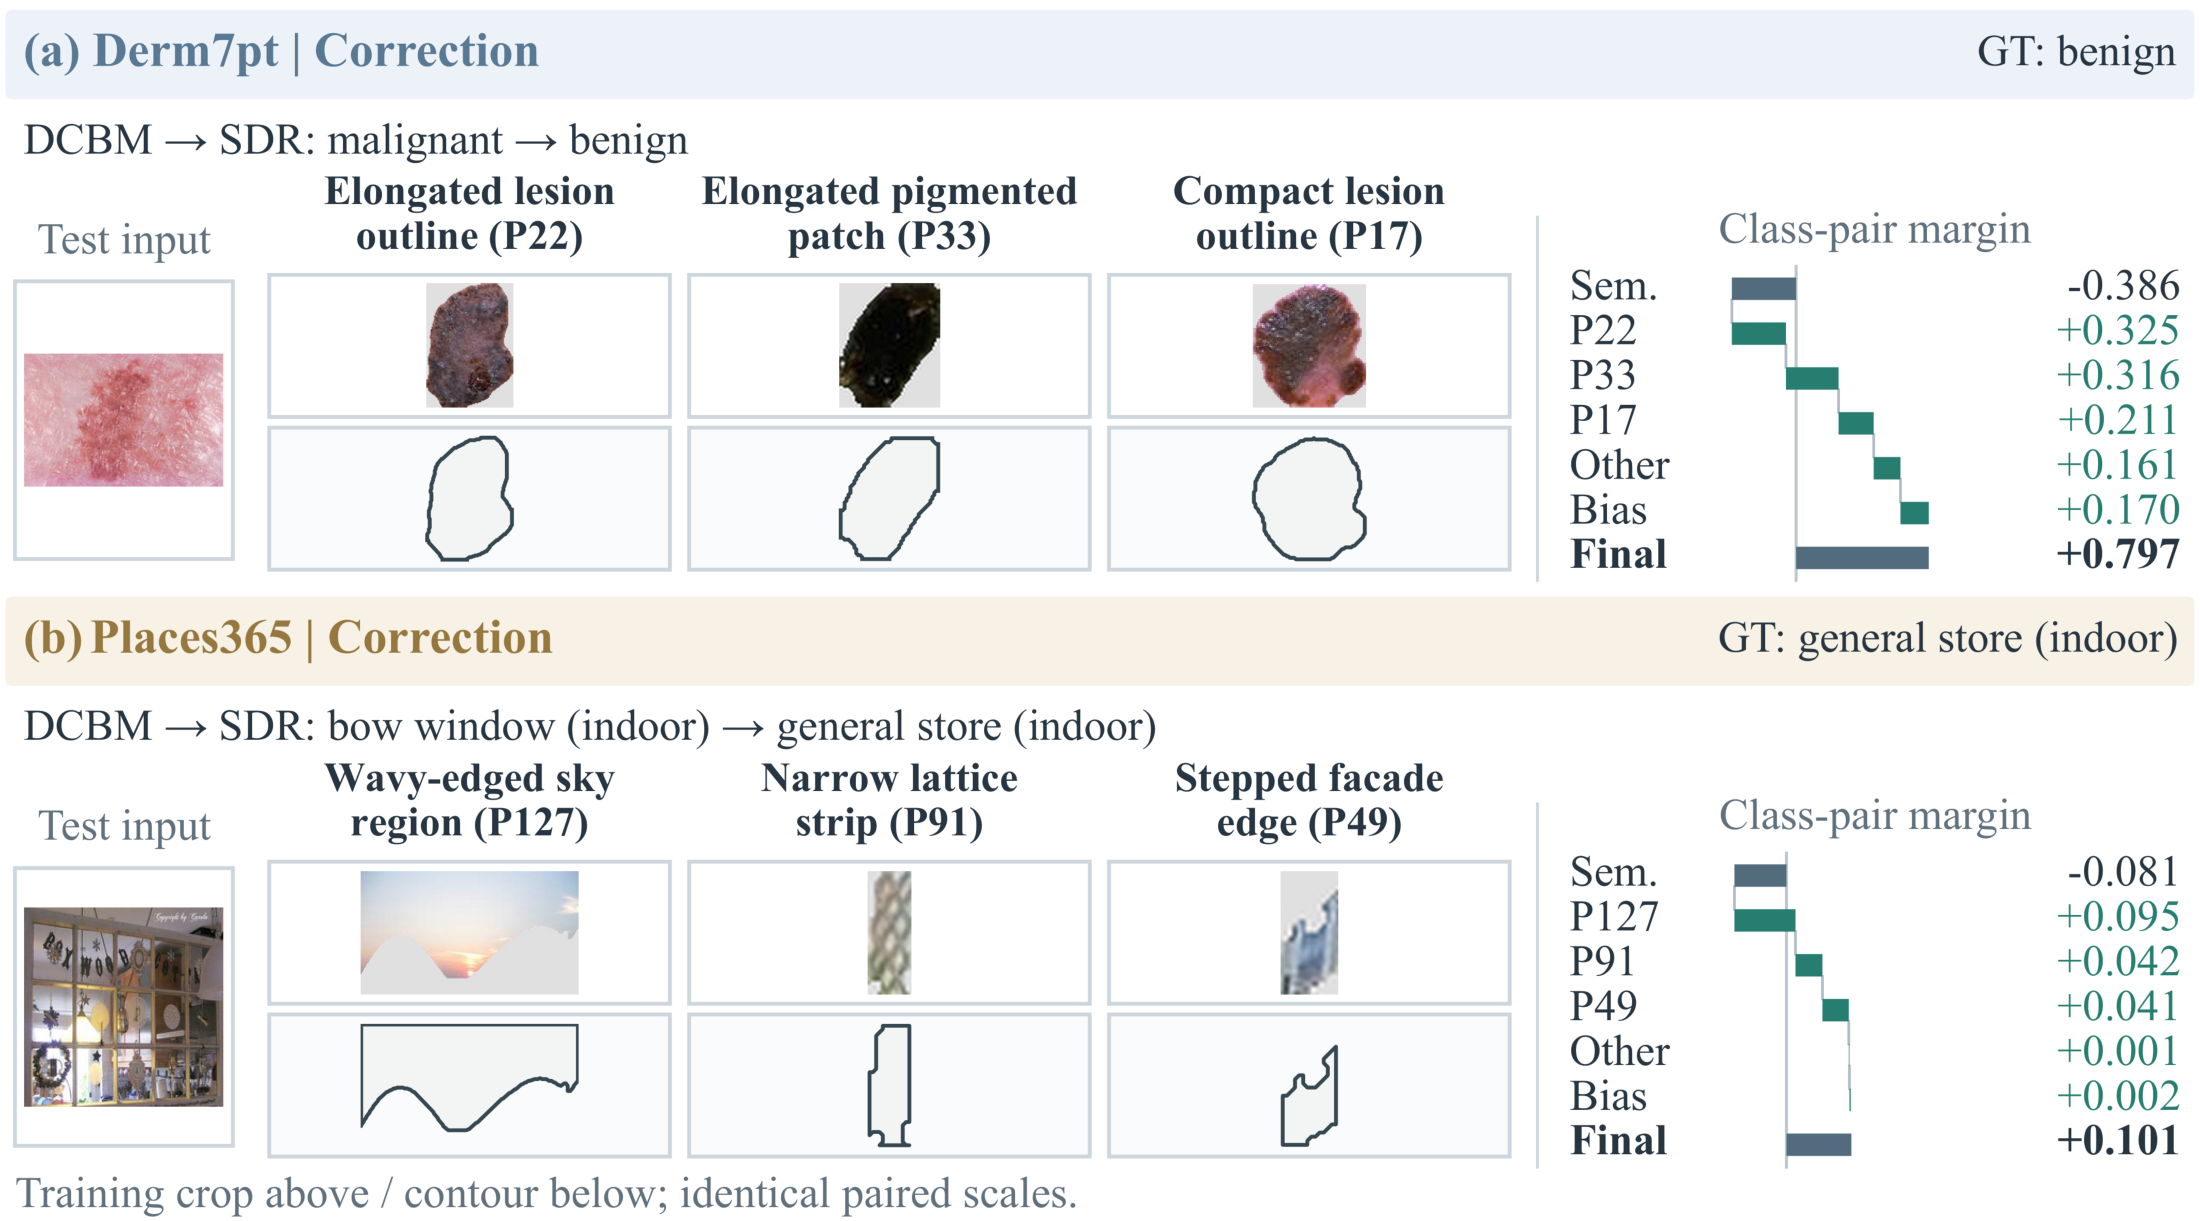 (a) Derm7pt | Correction
GT: benign
DCBM → SDR: malignant → benign
Test input
Elongated lesion
outline (P22)
Elongated pigmented
patch (P33)
Compact lesion
outline (P17)
Class-pair margin
Sem. -0.386
P22 +0.325
P33 +0.316
P17 +0.211
Other +0.161
Bias +0.170
Final +0.797
(b) Places365 | Correction
GT: general store (indoor)
DCBM → SDR: bow window (indoor) → general store (indoor)
Test input
Copyright by
BOXWOOD
Wavy-edged sky
region (P127)
Narrow lattice
strip (P91)
Stepped facade
edge (P49)
Class-pair margin
Sem. -0.081
P127 +0.095
P91 +0.042
P49 +0.041
Other +0.001
Bias +0.002
Final +0.101
Training crop above / contour below; identical paired scales.